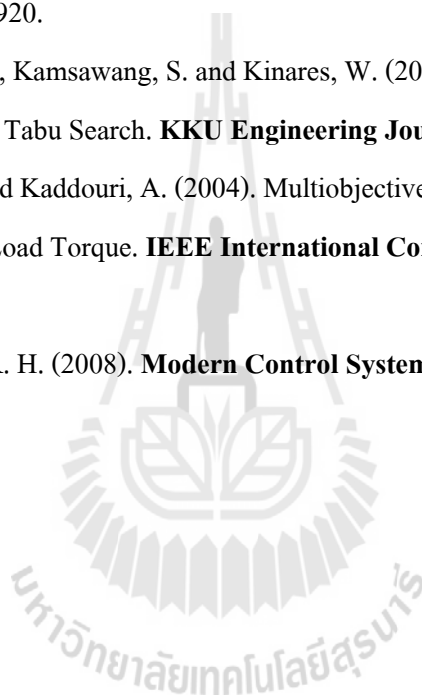 920.
, Kamsawang, S. and Kinares, W. (20
Tabu Search. KKU Engineering Jou
d Kaddouri, A. (2004). Multiobjective
Load Torque. IEEE International Co
. H. (2008). Modern Control System
มหาวิทยาลัยเทคโนโลยีสุรนารี